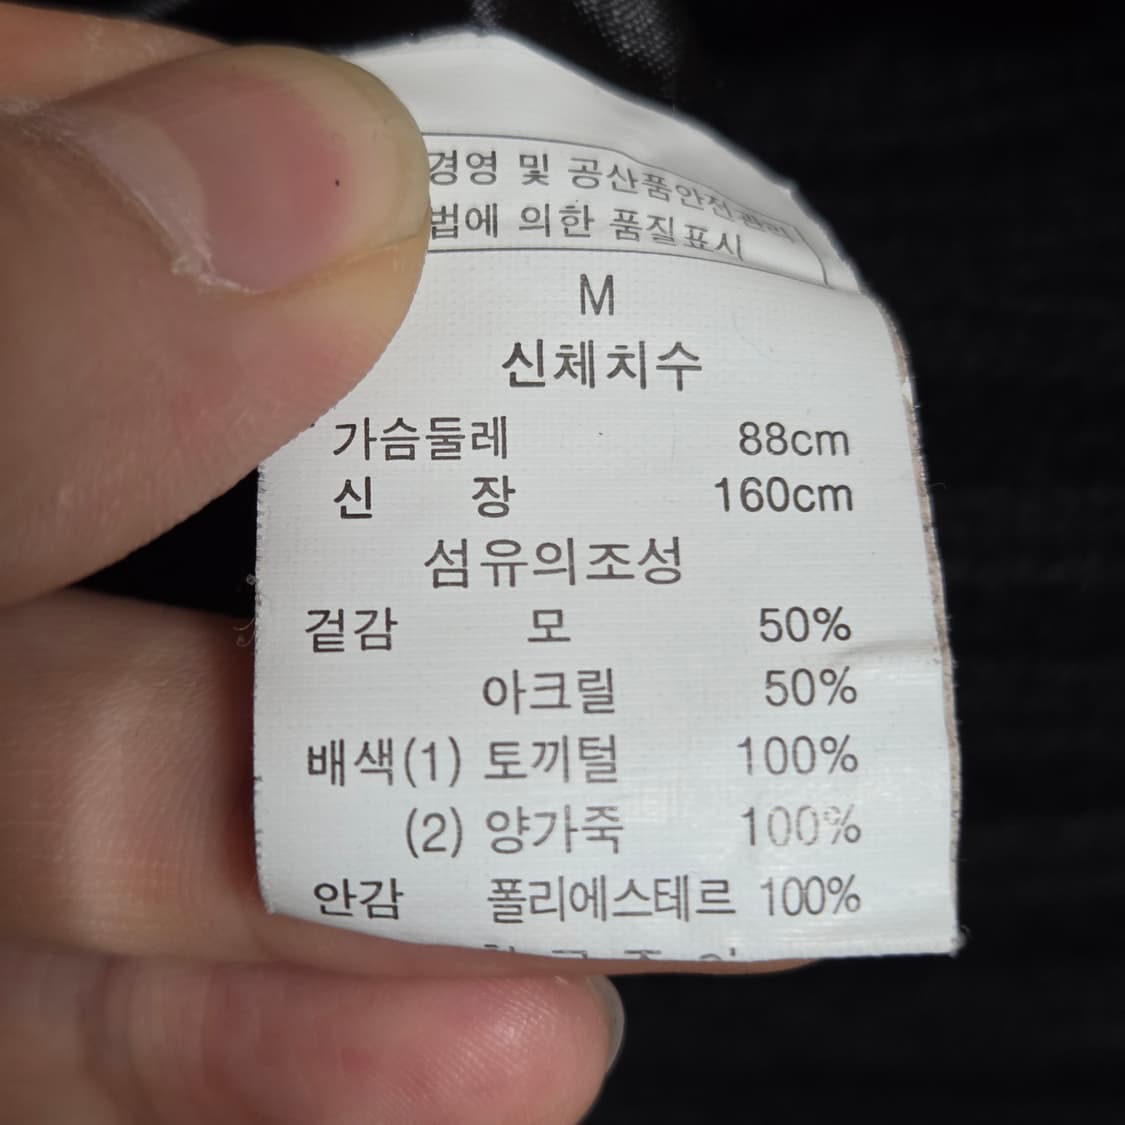 경영 및 공산품안전관리
법에 의한 품질표시
M
신체치수
가슴둘레 88cm
신 장 160cm
섬유의조성
겉감 모 50%
아크릴 50%
배색(1) 토끼털 100%
(2) 양가죽 100%
안감 폴리에스테르 100%